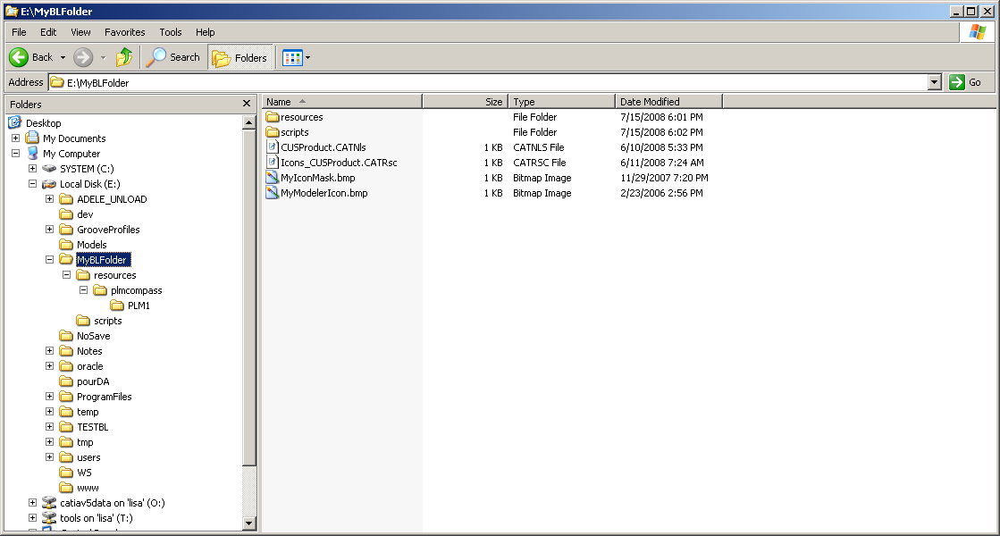 E:\MyBLFolder
File Edit View Favorites Tools Help
Back Search Folders
Address E:\MyBLFolder Go
Folders
Desktop
My Documents
My Computer
SYSTEM (C:)
Local Disk (E:)
ADELE_UNLOAD
dev
GrooveProfiles
Models
MyBLFolder
resources
plmcompass
PLM1
scripts
NoSave
Notes
oracle
pourDA
ProgramFiles
temp
TESTBL
tmp
users
WS
www
catiav5data on 'lisa' (O:)
tools on 'lisa' (T:)
Name Size Type Date Modified
resources File Folder 7/15/2008 6:01 PM
scripts File Folder 7/15/2008 6:02 PM
CUSProduct.CATNls 1 KB CATNLS File 6/10/2008 5:33 PM
Icons_CUSProduct.CATRsc 1 KB CATRSC File 6/11/2008 7:24 AM
MyIconMask.bmp 1 KB Bitmap Image 11/29/2007 7:20 PM
MyModelerIcon.bmp 1 KB Bitmap Image 2/23/2006 2:56 PM